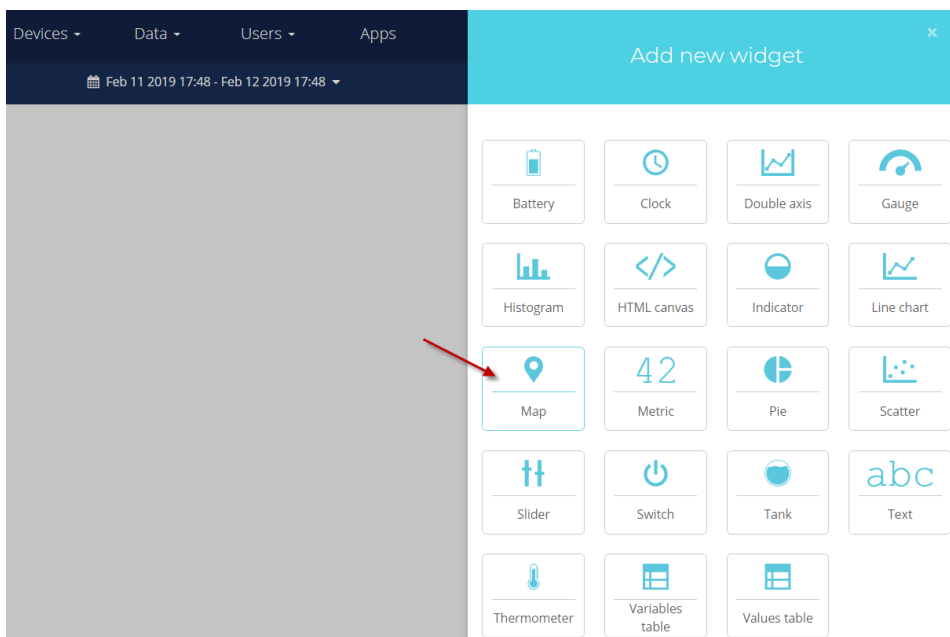 Devices Data Users Apps
Feb 11 2019 17:48 - Feb 12 2019 17:48
Add new widget
×
Battery Clock Double axis Gauge
Histogram HTML canvas Indicator Line chart
42
Map Metric Pie Scatter
abc
Slider Switch Tank Text
Thermometer Variables table Values table